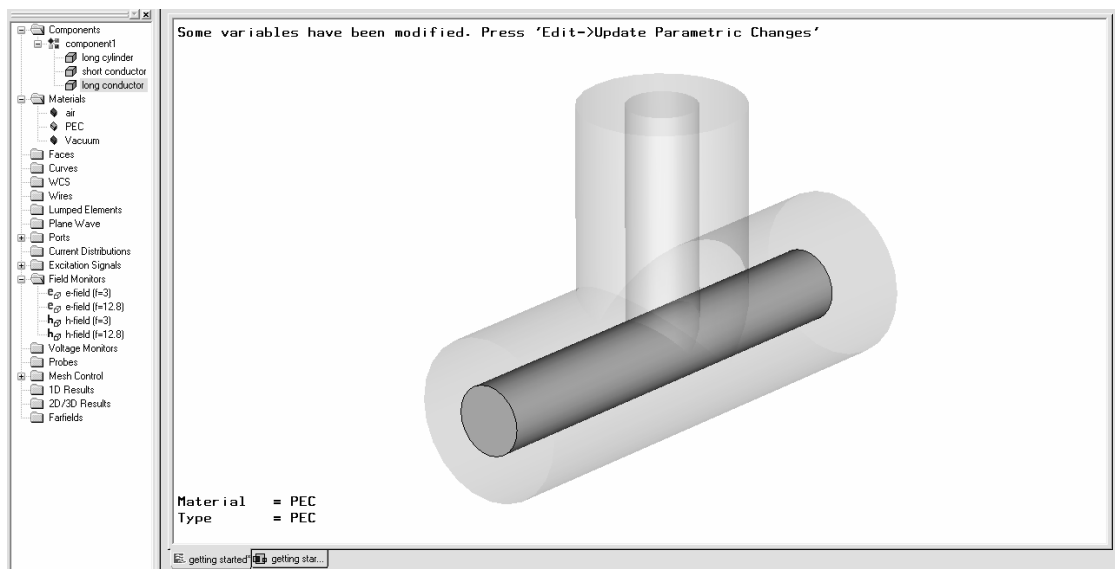 Components
component1
long cylinder
short conductor
long conductor
Materials
air
PEC
Vacuum
Faces
Curves
WCS
Wires
Lumped Elements
Plane Wave
Ports
Current Distributions
Excitation Signals
Field Monitors
e-field (f=3)
e-field (f=12.8)
h-field (f=3)
h-field (f=12.8)
Voltage Monitors
Probes
Mesh Control
1D Results
2D/3D Results
Farfields
Some variables have been modified. Press 'Edit->Update Parametric Changes'
Material = PEC
Type = PEC
getting started*
getting star...